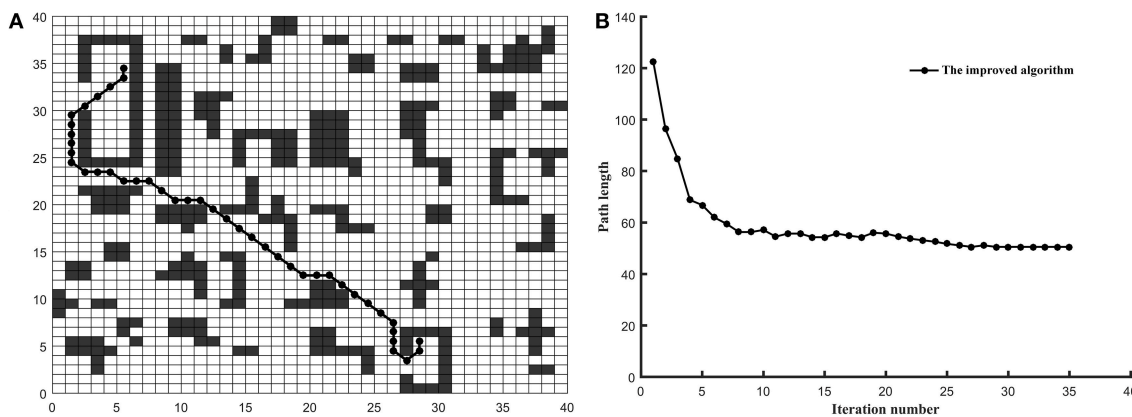 A
40
35
30
25
20
15
10
5
0
0 5 10 15 20 25 30 35 40
B
140
120
100
80
60
40
20
0
Path length
The improved algorithm
0 5 10 15 20 25 30 35 40
Iteration number